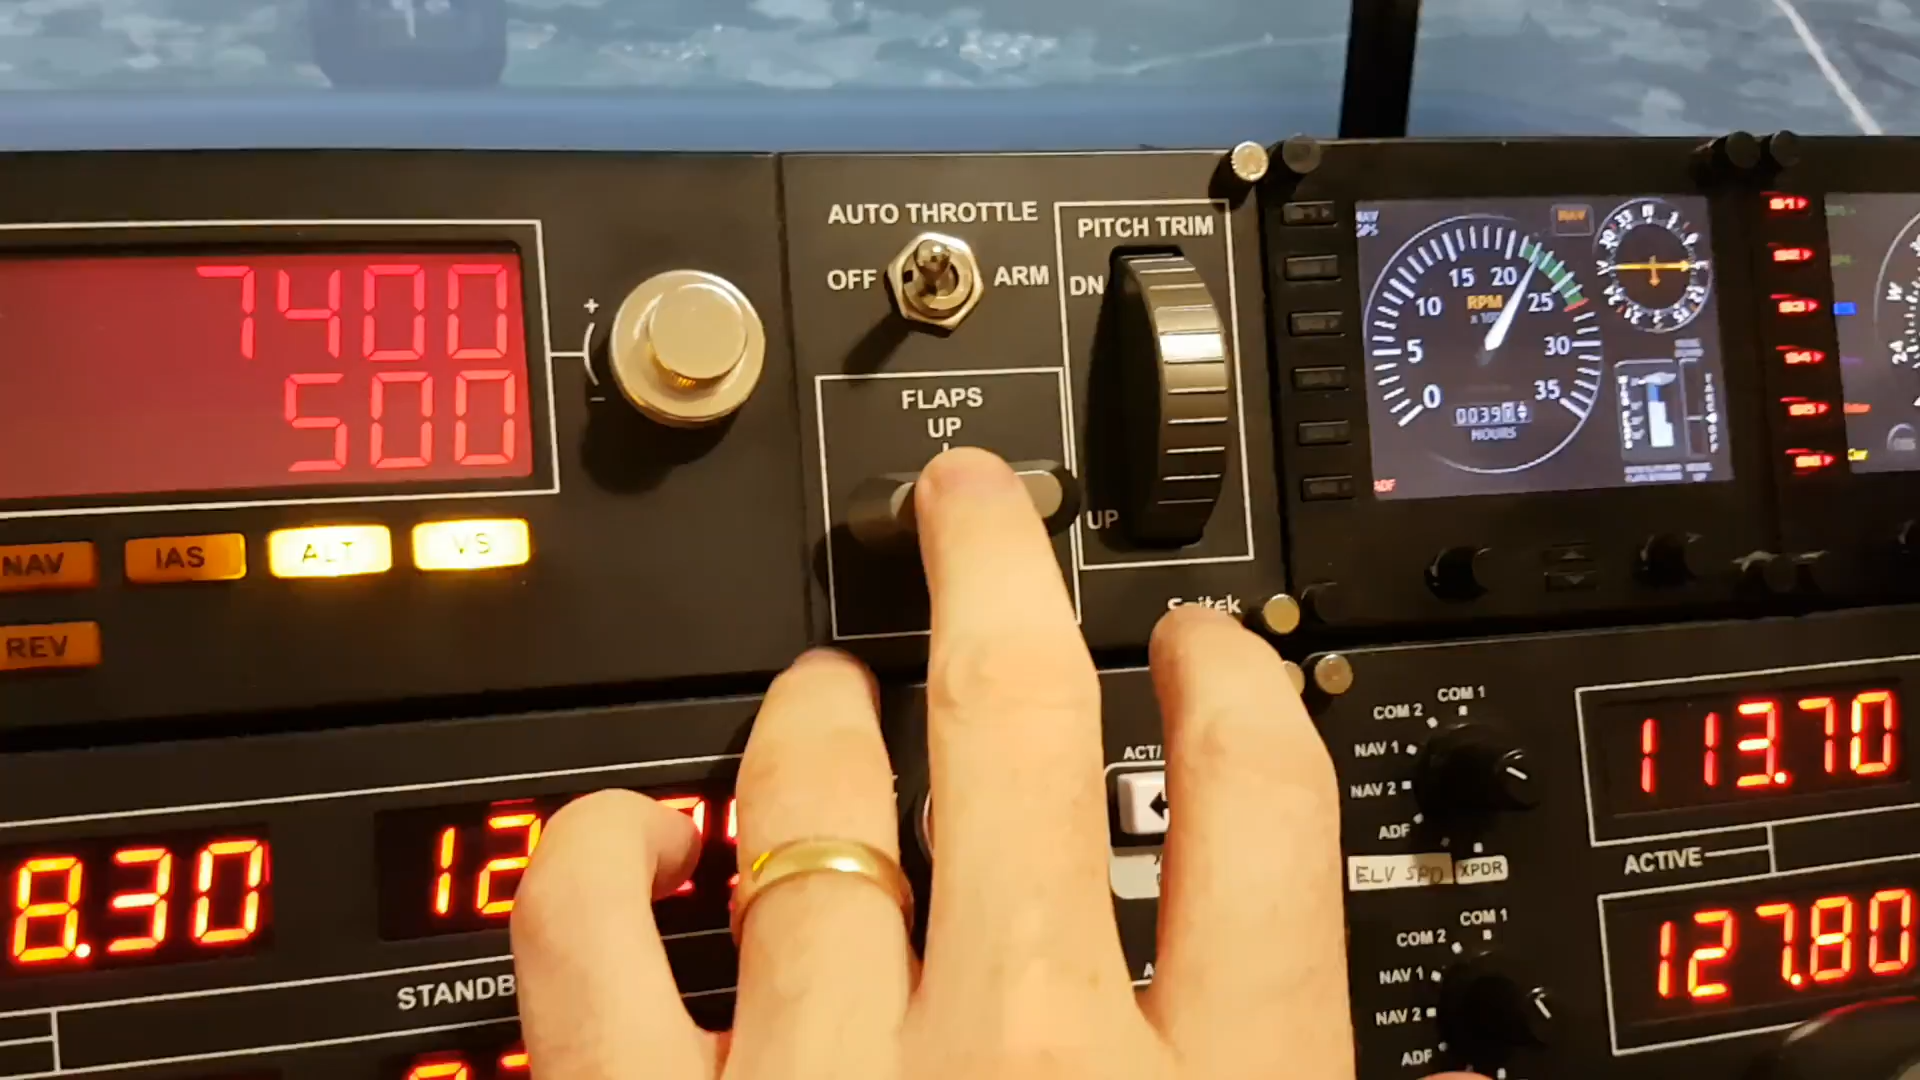 7400
500
NAV
IAS
ALT
VS
REV
AUTO THROTTLE
OFF
ARM
FLAPS
UP
PITCH TRIM
DN
UP
Saitek
NAV
GPS
NAV
0
5
10
15
20
25
30
35
RPM
HOURS
ADF
8.30
STANDB
ACT/
COM 1
COM 2
NAV 1
NAV 2
ADF
ELV SPD
XPDR
113.70
ACTIVE
127.80
COM 1
COM 2
NAV 1
NAV 2
ADF
W
24